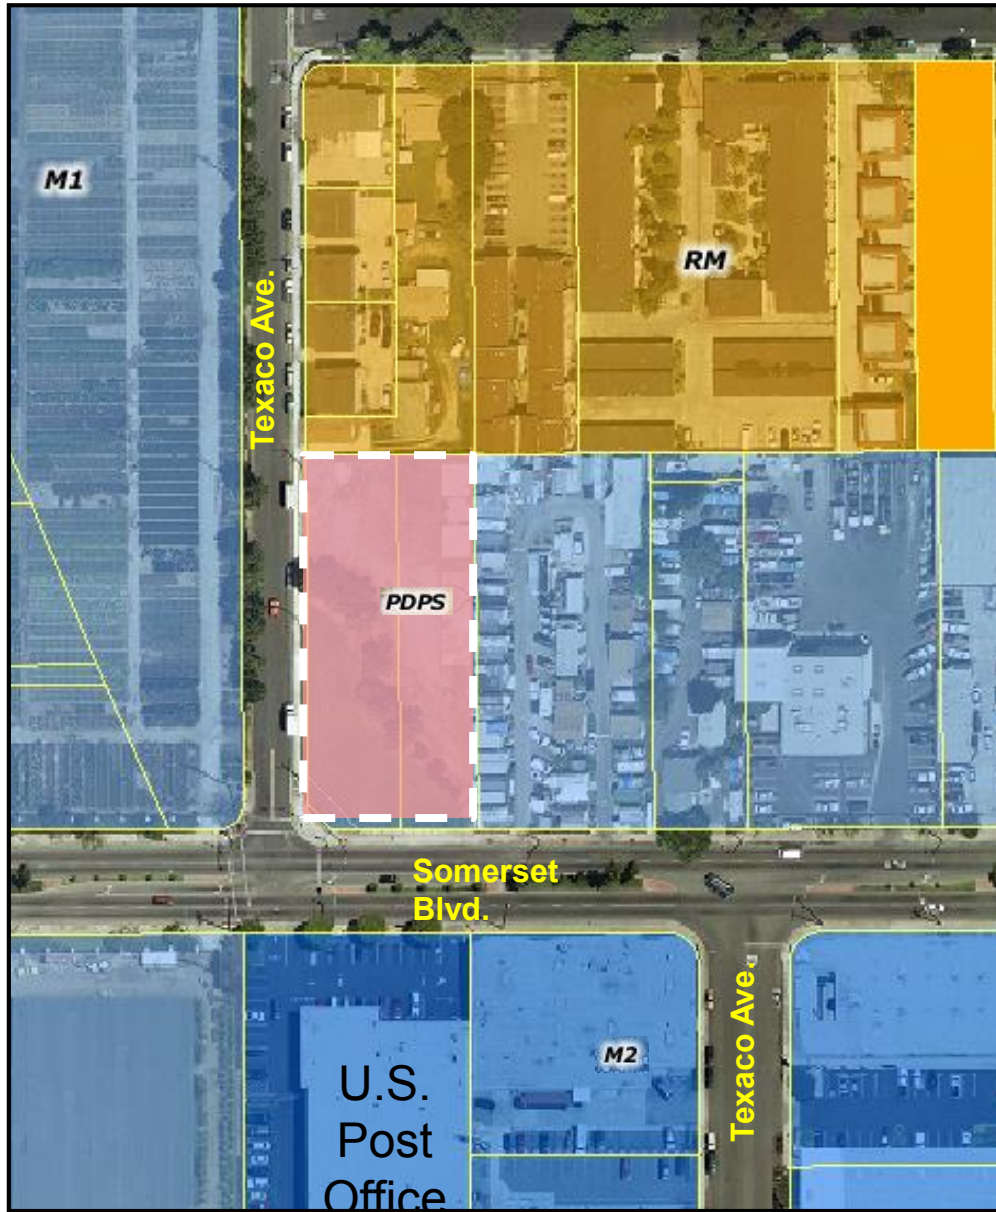 M1
RM
Texaco Ave.
PDPS
Somerset
Blvd.
Texaco Ave.
M2
U.S.
Post
Office